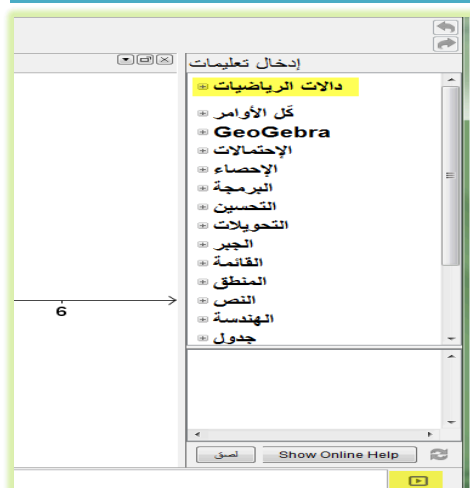 إدخال تعليمات
دالات الرياضيات
كّل الأوامر
GeoGebra
الإحتمالات
الإحصاء
البرمجة
التحسين
التحويلات
الجبر
القائمة
المنطق
النص
الهندسة
جدول
6
لصق Show Online Help